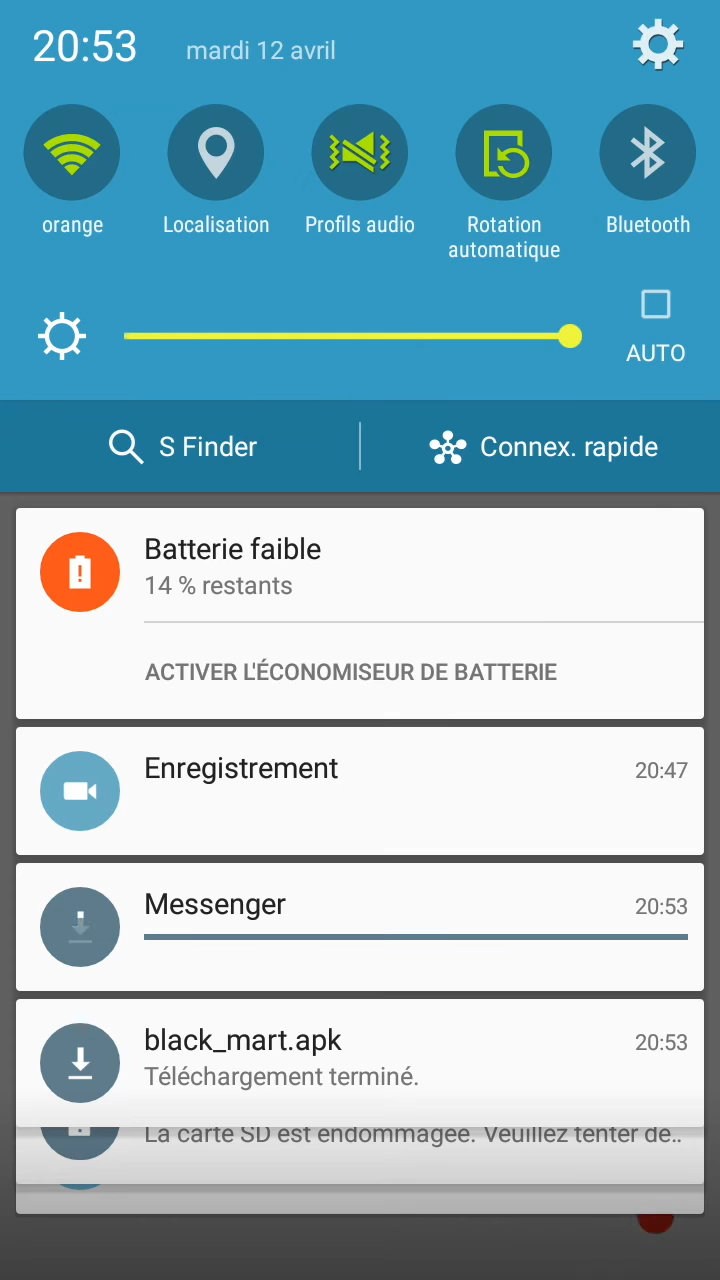 20:53 mardi 12 avril
orange
Localisation
Profils audio
Rotation
automatique
Bluetooth
AUTO
S Finder
Connex. rapide
Batterie faible
14 % restants
ACTIVER L'ÉCONOMISEUR DE BATTERIE
Enregistrement 20:47
Messenger 20:53
black_mart.apk 20:53
Téléchargement terminé.
La carte SD est endommagée. Veuillez tenter de..